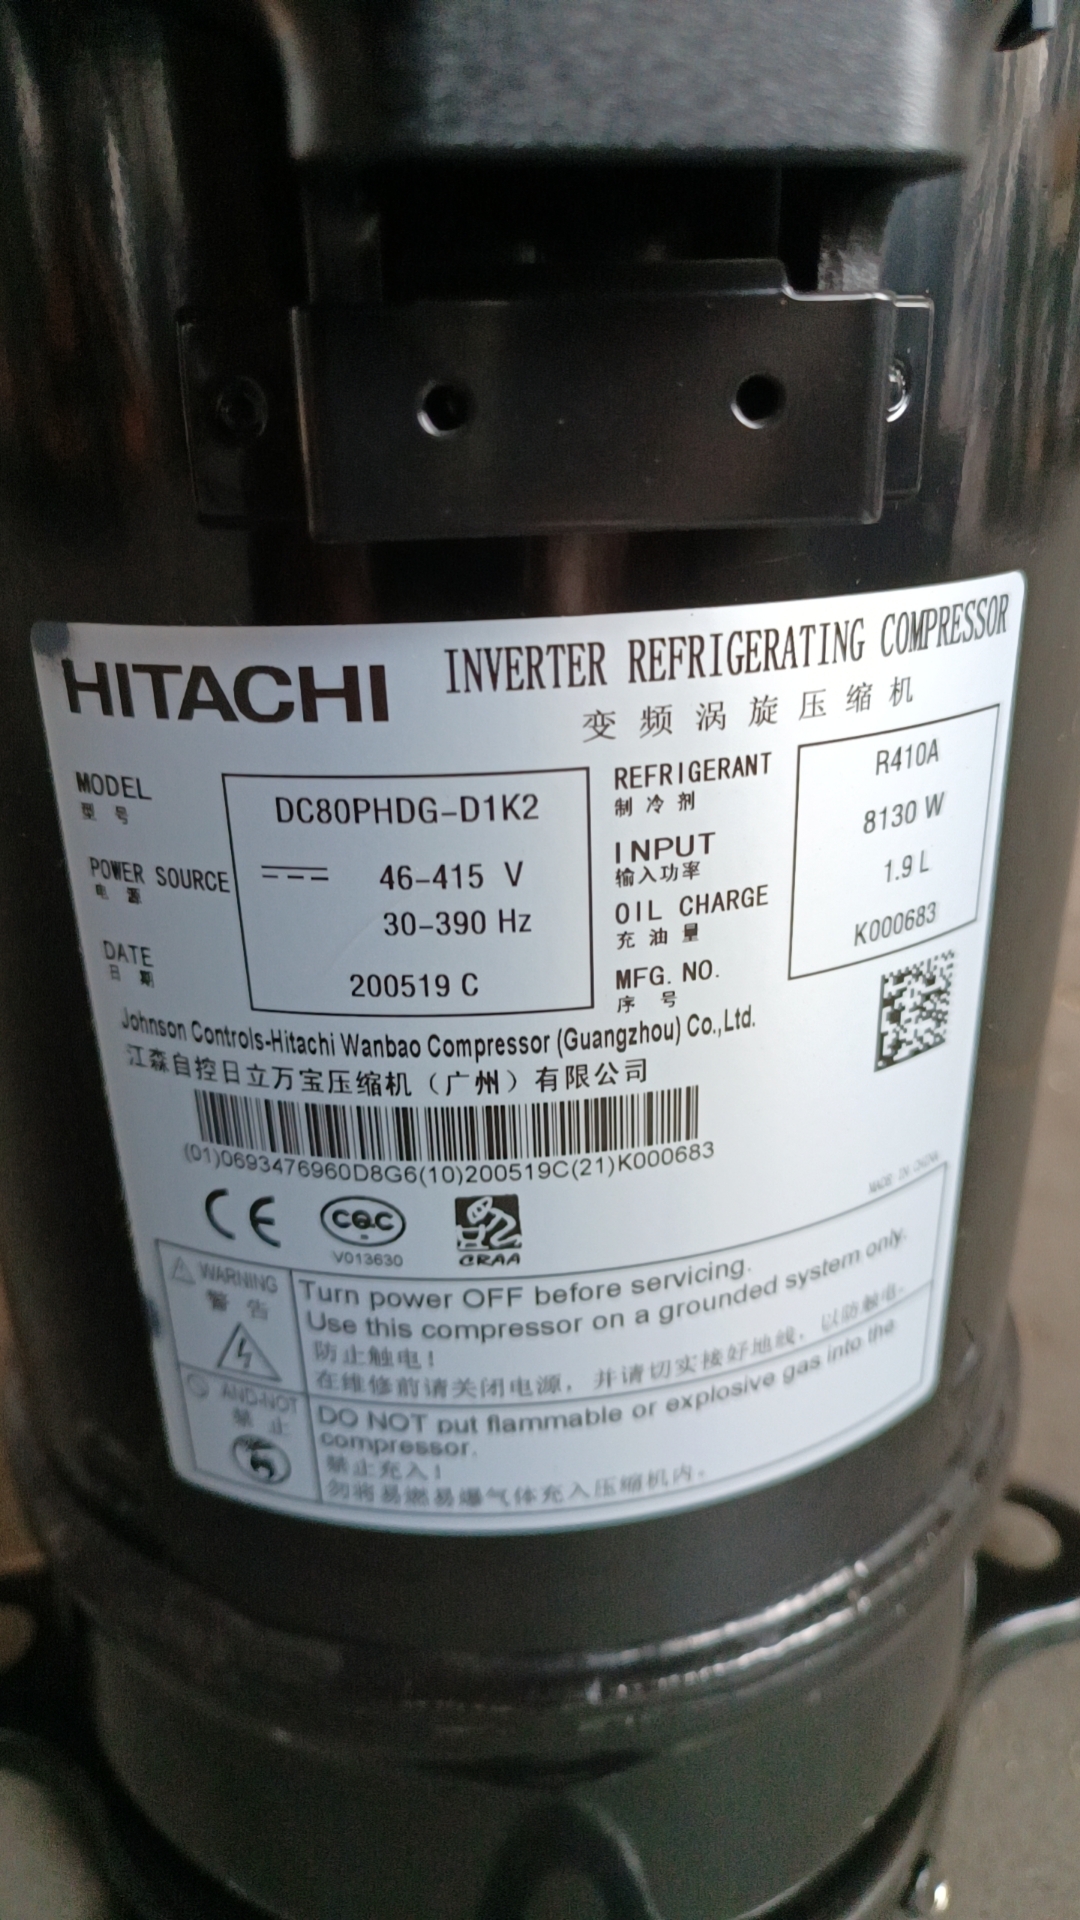 HITACHI
INVERTER REFRIGERATING COMPRESSOR
变频涡旋压缩机
MODEL
型号
DC80PHDG-D1K2
POWER SOURCE
电源
46-415 V
30-390 Hz
DATE
日期
200519 C
REFRIGERANT
制冷剂
R410A
INPUT
输入功率
8130 W
OIL CHARGE
充油量
1.9 L
MFG. NO.
序号
K000683
Johnson Controls-Hitachi Wanbao Compressor (Guangzhou) Co.,Ltd.
江森自控日立万宝压缩机（广州）有限公司
(01)0693476960D8G6(10)200519C(21)K000683
MADE IN CHINA
CE
CQC
V013630
CRAA
WARNING
警告
Turn power OFF before servicing.
Use this compressor on a grounded system only.
防止触电！
在维修前请关闭电源，并请切实接好地线，以防触电。
AND-NOT
禁止
DO NOT put flammable or explosive gas into the
compressor.
禁止充入！
勿将易燃易爆气体充入压缩机内。